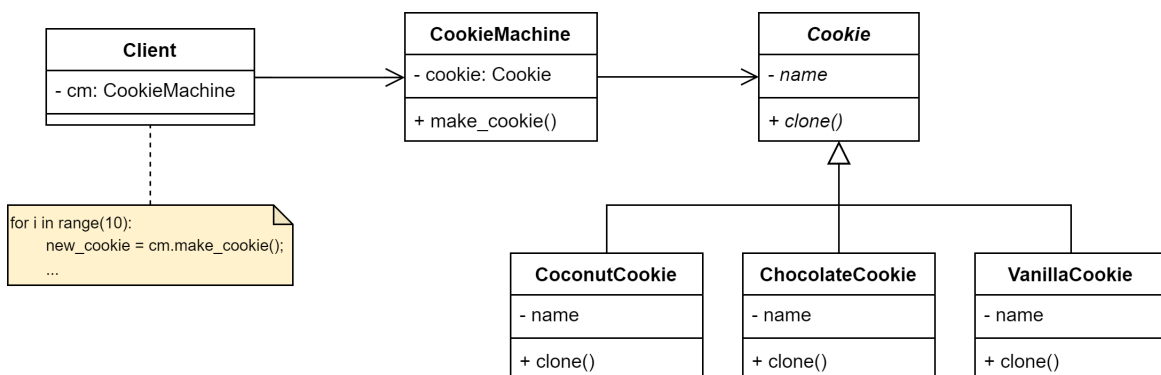 Client
- cm: CookieMachine
for i in range(10):
new_cookie = cm.make_cookie();
...
CookieMachine
- cookie: Cookie
+ make_cookie()
Cookie
- name
+ clone()
CoconutCookie
- name
+ clone()
ChocolateCookie
- name
+ clone()
VanillaCookie
- name
+ clone()